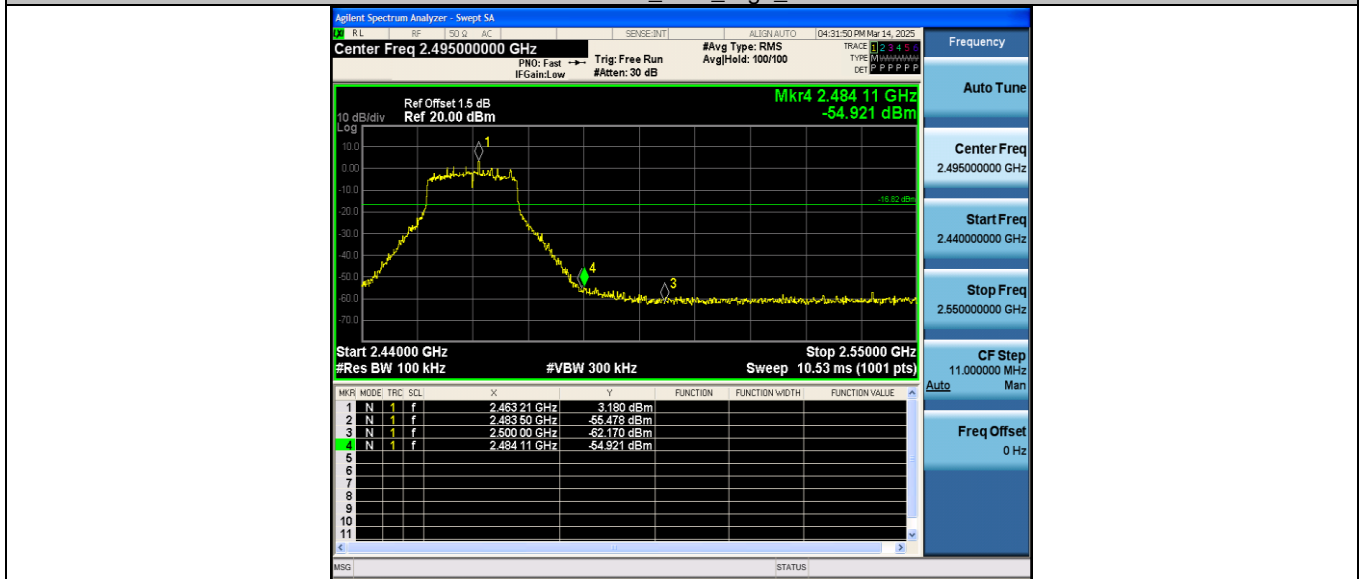 Agilent Spectrum Analyzer - Swept SA
RL RF 50 Ω AC SENSE:INT ALIGN AUTO 04:31:50 PM Mar 14, 2025
Center Freq 2.495000000 GHz
PNO: Fast Trig: Free Run
IFGain:Low #Atten: 30 dB
#Avg Type: RMS
Avg|Hold: 100/100
TRACE 1 2 3 4 5 6
TYPE M WWWWW
DET P P P P P P
Frequency
Mkr4 2.484 11 GHz
-54.921 dBm
Ref Offset 1.5 dB
10 dB/div Ref 20.00 dBm
Log
10.0
0.00
-10.0
-20.0
-30.0
-40.0
-50.0
-60.0
-70.0
1
4
3
-16.82 dBm
Start 2.44000 GHz Stop 2.55000 GHz
#Res BW 100 kHz #VBW 300 kHz Sweep 10.53 ms (1001 pts)
MKR MODE TRC SCL X Y FUNCTION FUNCTION WIDTH FUNCTION VALUE
1 N 1 f 2.463 21 GHz 3.180 dBm
2 N 1 f 2.483 50 GHz -55.478 dBm
3 N 1 f 2.500 00 GHz -62.170 dBm
4 N 1 f 2.484 11 GHz -54.921 dBm
5
6
7
8
9
10
11
MSG STATUS
Auto Tune
Center Freq
2.495000000 GHz
Start Freq
2.440000000 GHz
Stop Freq
2.550000000 GHz
CF Step
11.000000 MHz
Auto Man
Freq Offset
0 Hz